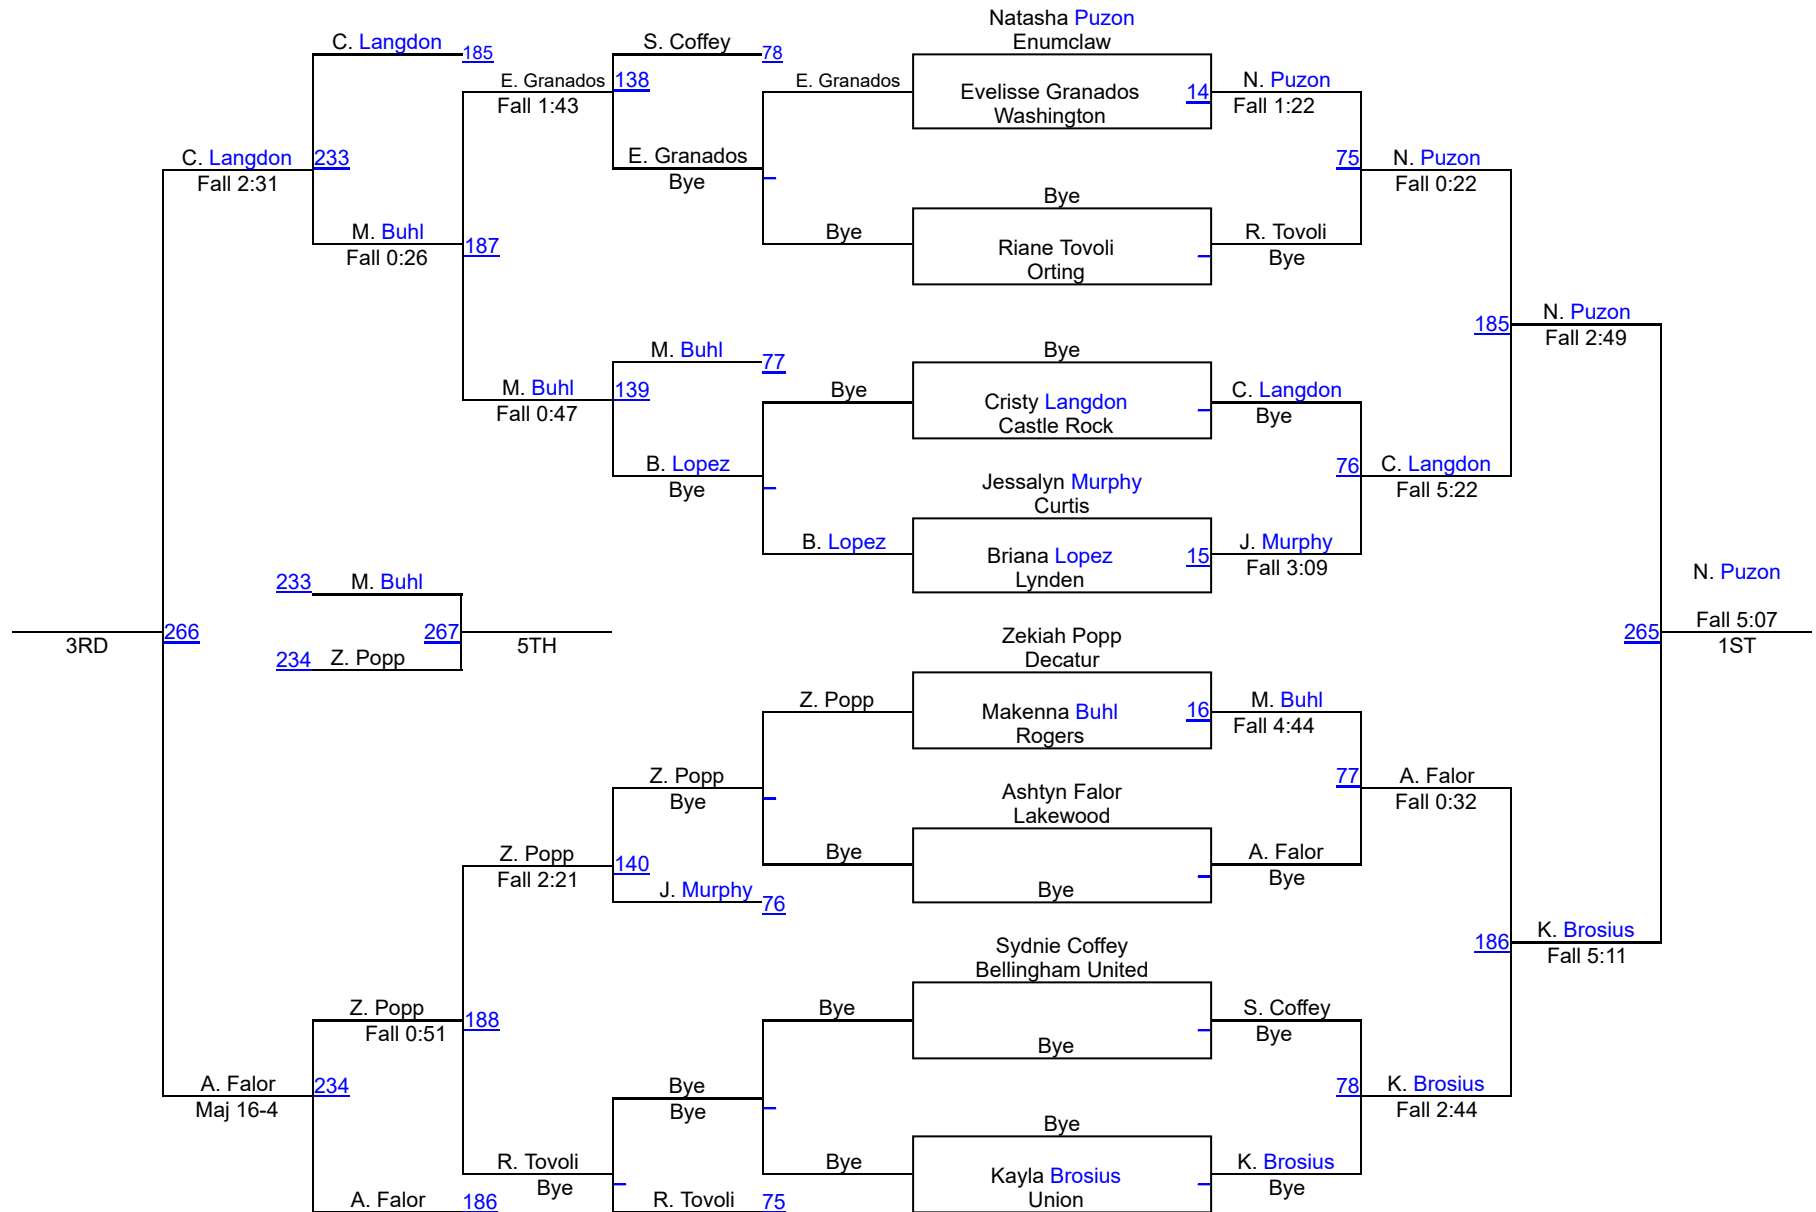 Natasha Puzon
Enumclaw
C. Langdon
185
S. Coffey
78
E. Granados
138
Fall 1:43
E. Granados
Evelisse Granados
14
Washington
N. Puzon
Fall 1:22
C. Langdon
233
Fall 2:31
E. Granados
Bye
75
N. Puzon
Fall 0:22
Bye
M. Buhl
187
Fall 0:26
Bye
Riane Tovoli
Orting
R. Tovoli
Bye
185
N. Puzon
Fall 2:49
M. Buhl
77
Bye
M. Buhl
139
Fall 0:47
Bye
Cristy Langdon
Castle Rock
C. Langdon
Bye
B. Lopez
Bye
76
C. Langdon
Fall 5:22
Jessalyn Murphy
Curtis
B. Lopez
Briana Lopez
15
Lynden
J. Murphy
Fall 3:09
233
M. Buhl
N. Puzon
3RD
266
267
5TH
265
Fall 5:07
1ST
234
Z. Popp
Zekiah Popp
Decatur
Z. Popp
Makenna Buhl
16
Rogers
M. Buhl
Fall 4:44
Z. Popp
Bye
77
A. Falor
Fall 0:32
Ashtyn Falor
Lakewood
Z. Popp
140
Fall 2:21
Bye
A. Falor
Bye
Bye
J. Murphy
76
186
K. Brosius
Fall 5:11
Sydnie Coffey
Bellingham United
Z. Popp
188
Fall 0:51
Bye
Bye
S. Coffey
Bye
A. Falor
234
Maj 16-4
Bye
Bye
78
K. Brosius
Fall 2:44
Bye
R. Tovoli
Bye
Bye
Kayla Brosius
Union
K. Brosius
Bye
A. Falor
186
R. Tovoli
75